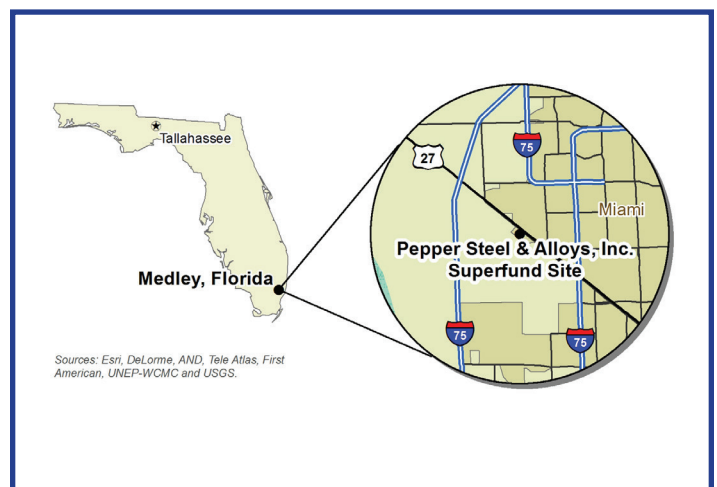 Tallahassee
Medley, Florida
Sources: Esri, DeLorme, AND, Tele Atlas, First
American, UNEP-WCMC and USGS.
75
27
Miami
Pepper Steel & Alloys, Inc.
Superfund Site
75
75